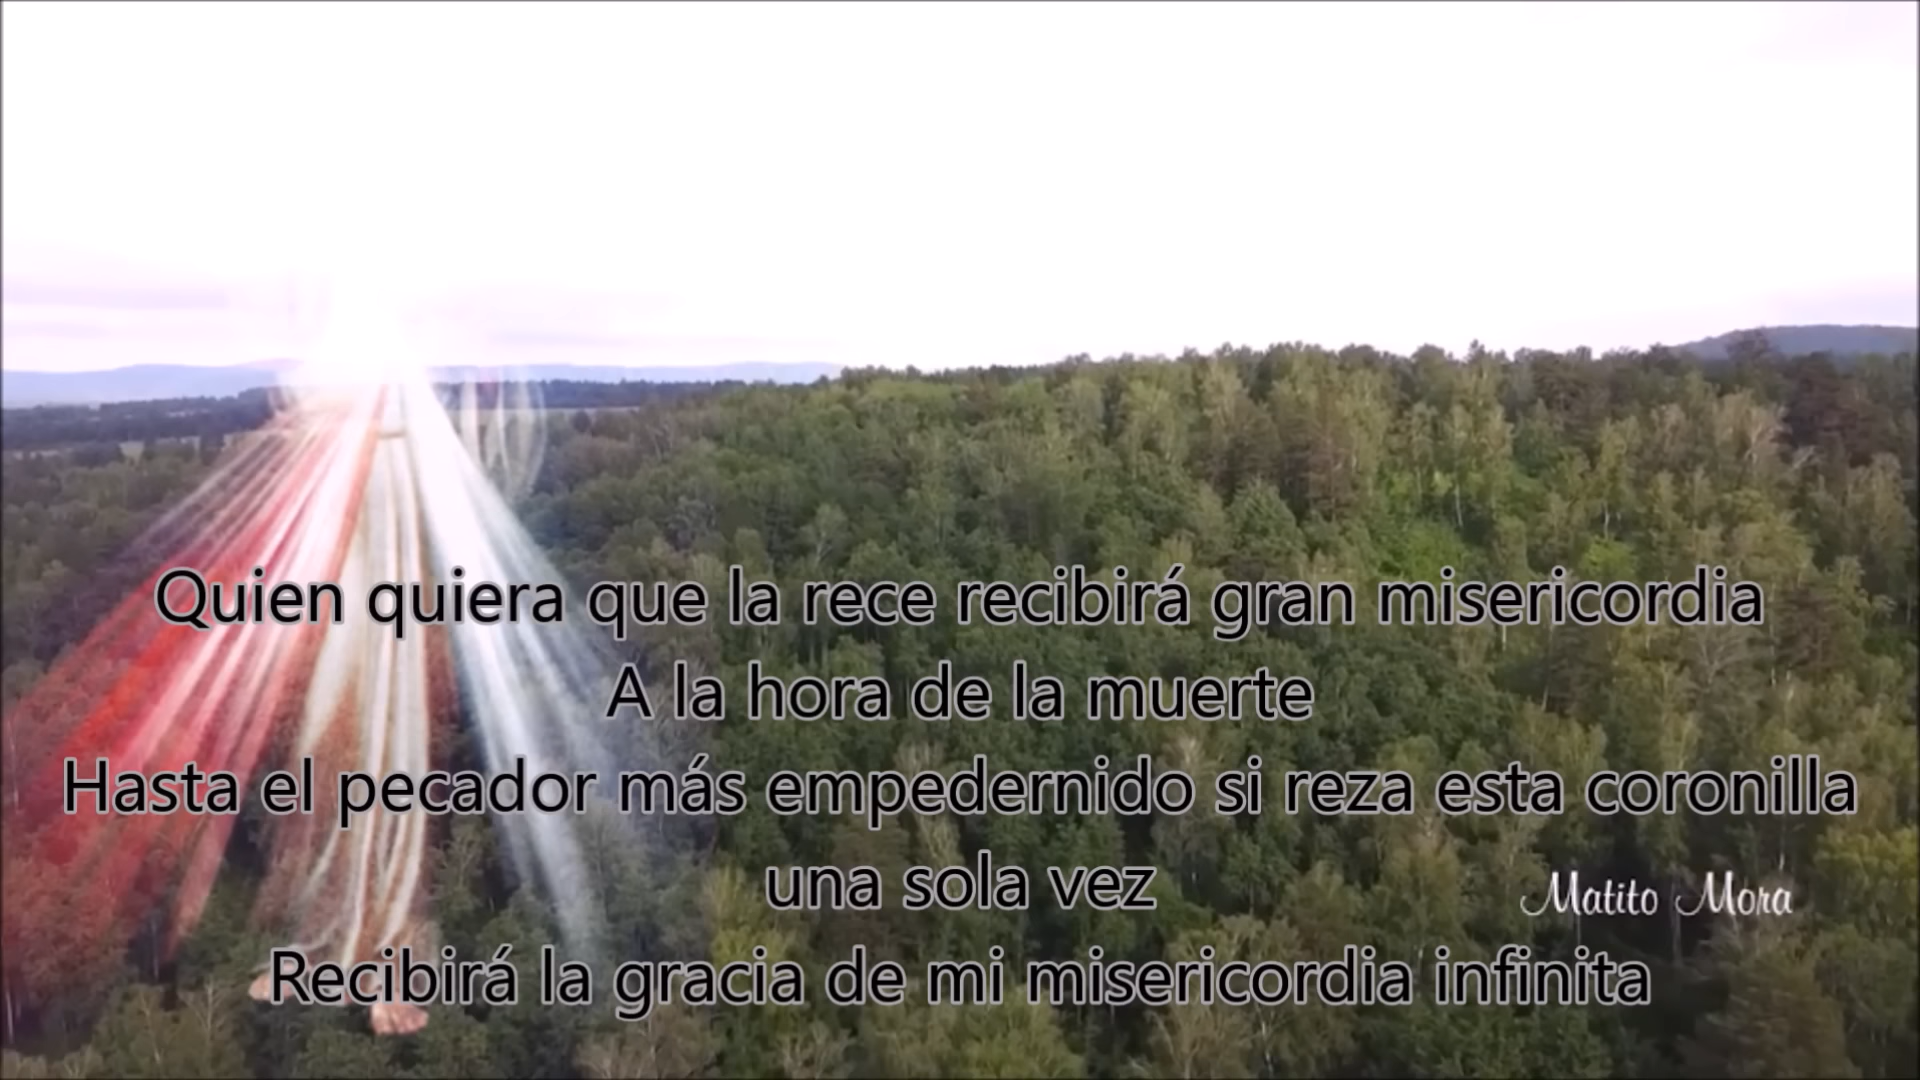 Quien quiera que la rece recibirá gran misericordia
A la hora de la muerte
Hasta el pecador más empedernido si reza esta coronilla
una sola vez
Matito Mora
Recibirá la gracia de mi misericordia infinita